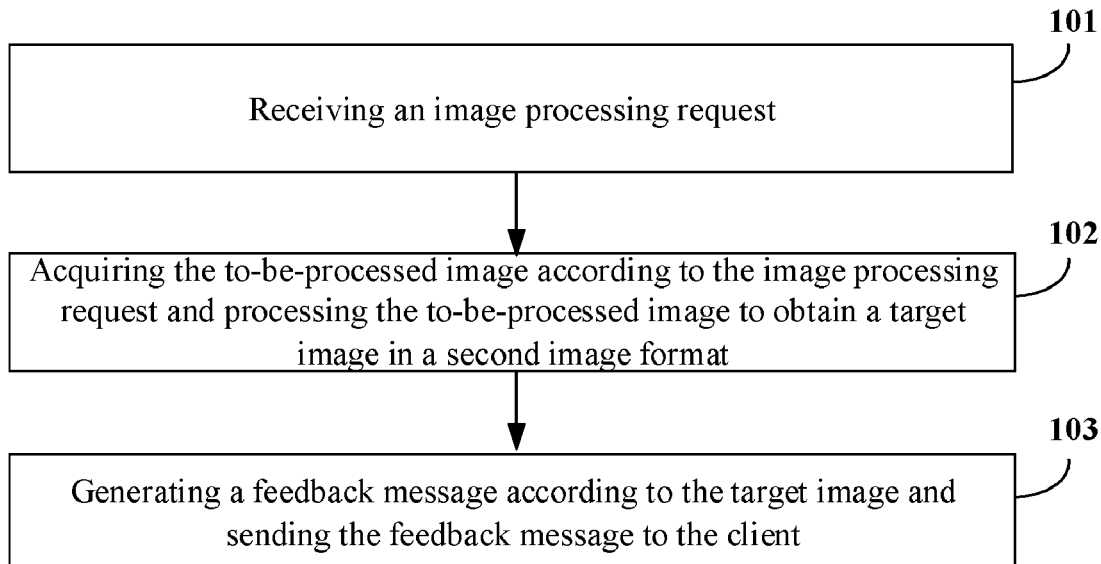 101
Receiving an image processing request
102
Acquiring the to-be-processed image according to the image processing
request and processing the to-be-processed image to obtain a target
image in a second image format
103
Generating a feedback message according to the target image and
sending the feedback message to the client